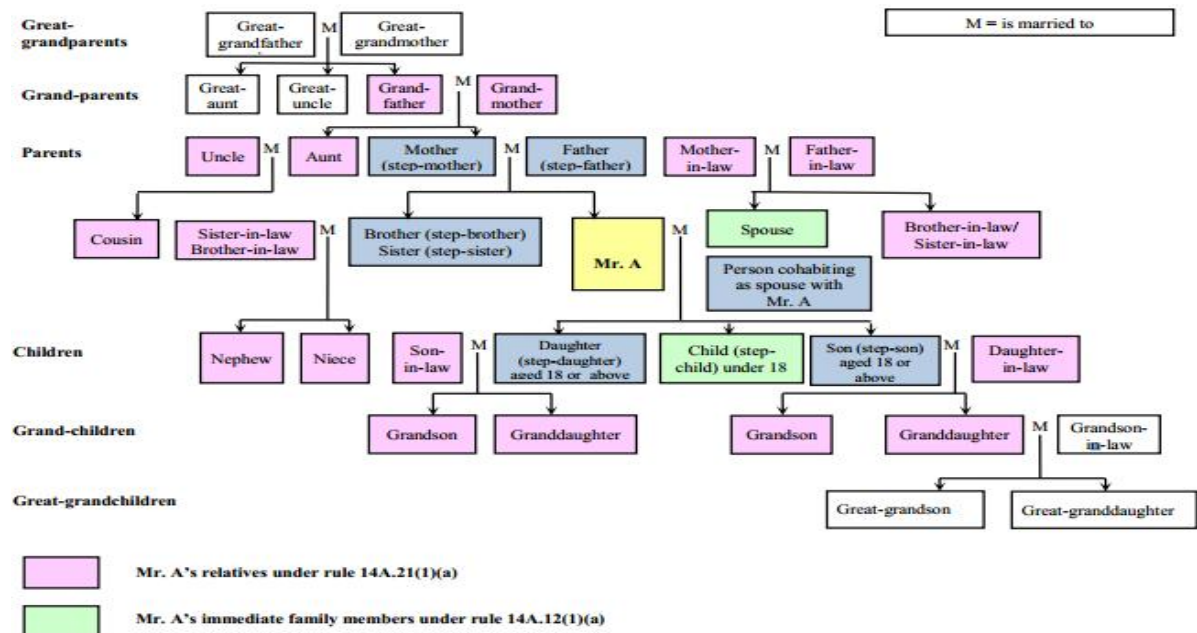 Great-
grandparents
Great-
grandfather
M
Great-
grandmother
M = is married to
Grand-parents
Great-
aunt
Great-
uncle
Grand-
father
M
Grand-
mother
Parents
Uncle
M
Aunt
Mother
(step-mother)
M
Father
(step-father)
Mother-
in-law
M
Father-
in-law
Cousin
Sister-in-law
Brother-in-law
M
Brother (step-brother)
Sister (step-sister)
Mr. A
M
Spouse
Brother-in-law/
Sister-in-law
Person cohabiting
as spouse with
Mr. A
Children
Nephew
Niece
Son-
in-law
M
Daughter
(step-daughter)
aged 18 or above
Child (step-
child) under 18
Son (step-son)
aged 18 or
above
M
Daughter-
in-law
Grand-children
Grandson
Granddaughter
Grandson
Granddaughter
M
Grandson-
in-law
Great-grandchildren
Great-grandson
Great-granddaughter
Mr. A's relatives under rule 14A.21(1)(a)
Mr. A's immediate family members under rule 14A.12(1)(a)